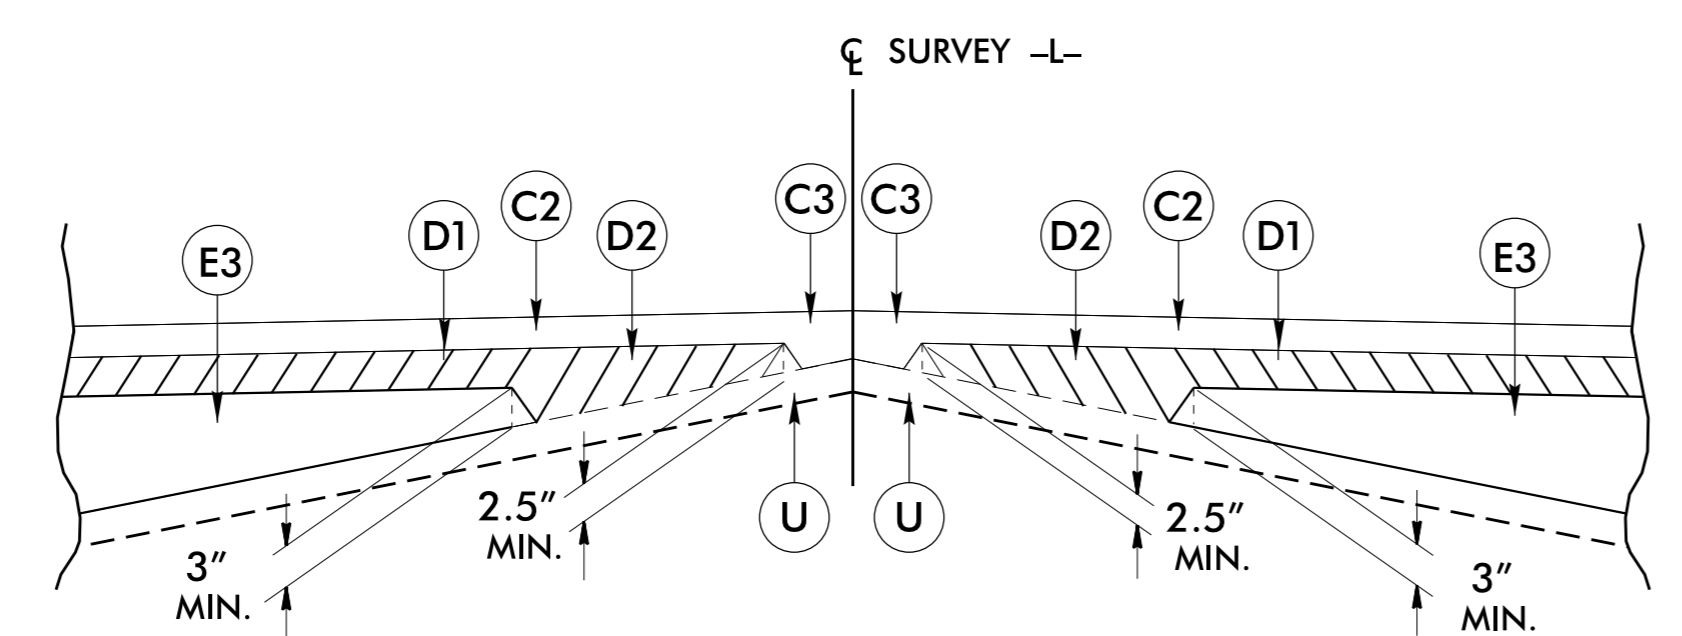 ℄ SURVEY –L–
C3 C3
C2 C2
D1 D2 D2 D1
E3 E3
2.5" MIN.
U U
2.5" MIN.
3" MIN.
3" MIN.